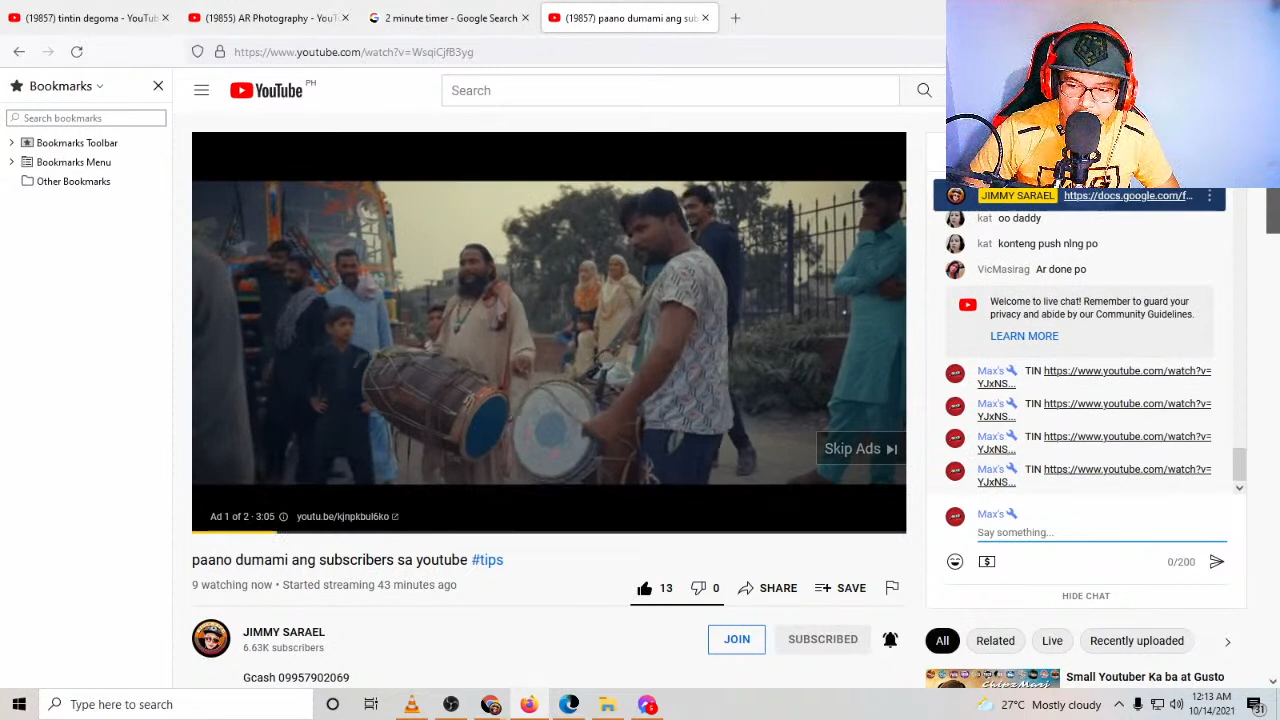 (19857) tintin degoma - YouTub
(19855) AR Photography - YouT
2 minute timer - Google Search
(19857) paano dumami ang sub
https://www.youtube.com/watch?v=WsqiCjfB3yg
Bookmarks
Search bookmarks
Bookmarks Toolbar
Bookmarks Menu
Other Bookmarks
YouTube PH
Search
JIMMY SARAEL https://docs.google.com/f...
kat oo daddy
kat konteng push nlng po
VicMasirag Ar done po
Welcome to live chat! Remember to guard your
privacy and abide by our Community Guidelines.
LEARN MORE
Max's TIN https://www.youtube.com/watch?v=
YJxNS...
Max's TIN https://www.youtube.com/watch?v=
YJxNS...
Max's TIN https://www.youtube.com/watch?v=
YJxNS...
Max's TIN https://www.youtube.com/watch?v=
YJxNS...
Max's
Say something...
0/200
HIDE CHAT
Skip Ads
Ad 1 of 2 · 3:05 youtu.be/kjnpkbul6ko
paano dumami ang subscribers sa youtube #tips
9 watching now • Started streaming 43 minutes ago
13 0 SHARE SAVE
JIMMY SARAEL
6.63K subscribers
JOIN SUBSCRIBED
Gcash 09957902069
All Related Live Recently uploaded
Small Youtuber Ka ba at Gusto
Type here to search
27°C Mostly cloudy
12:13 AM
10/14/2021
31